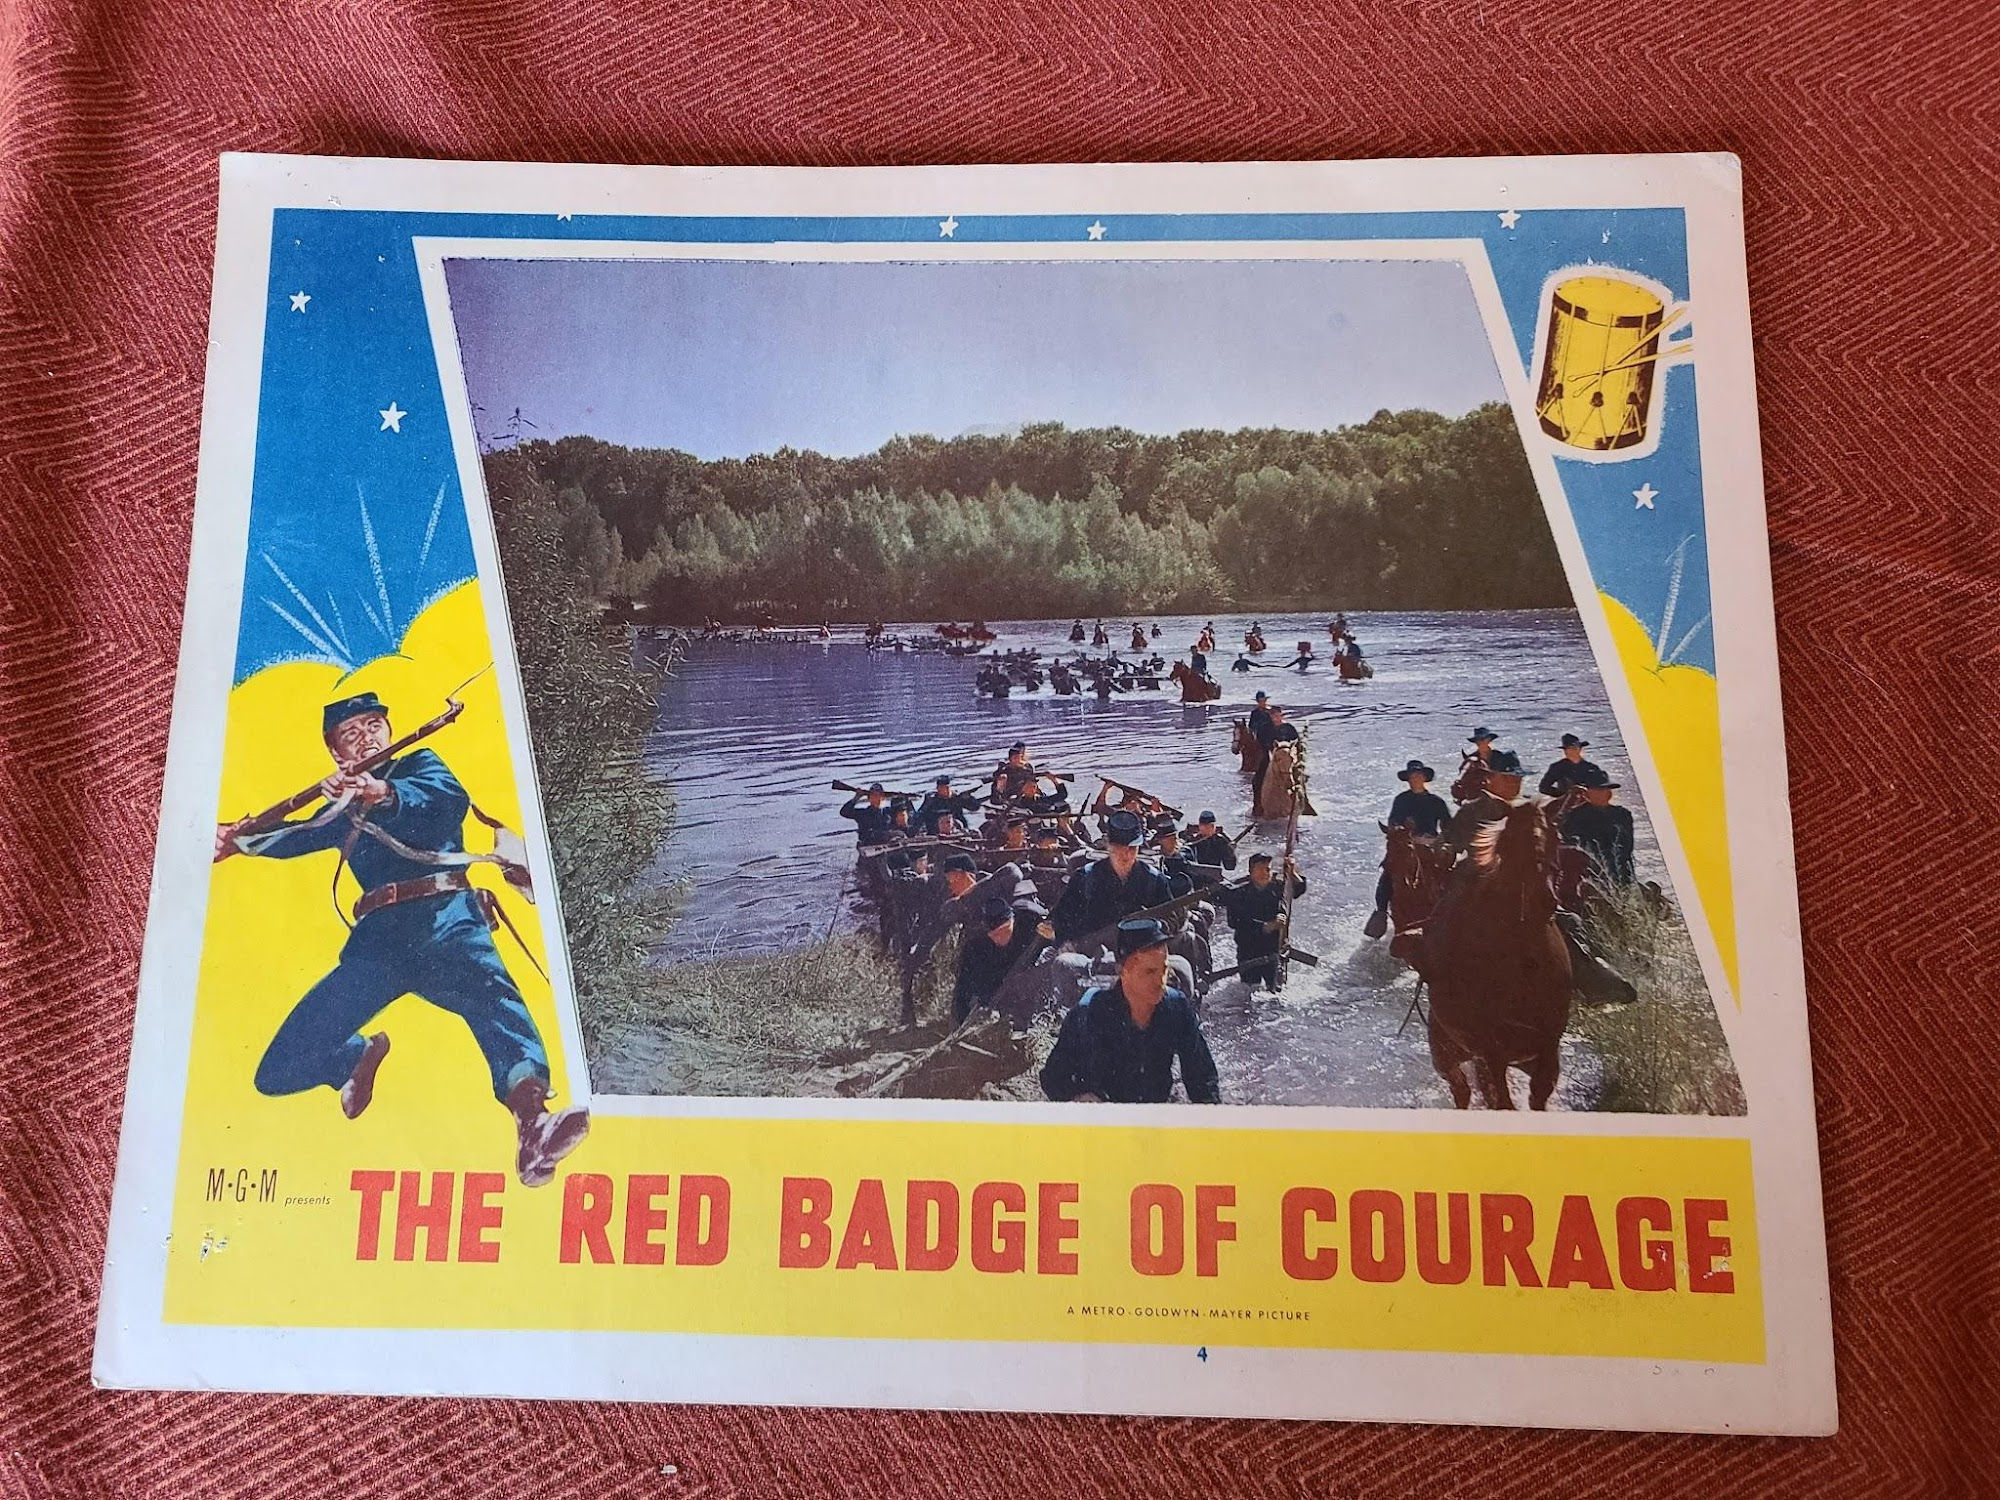 M·G·M presents THE RED BADGE OF COURAGE
A METRO-GOLDWYN-MAYER PICTURE
4